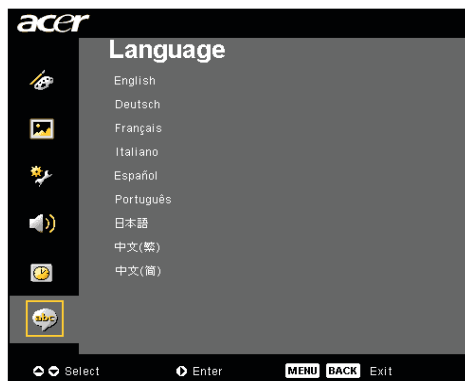 acer
Language
English
Deutsch
Français
Italiano
Español
Português
日本語
中文(繁)
中文(简)
abc
Select Enter MENU BACK Exit